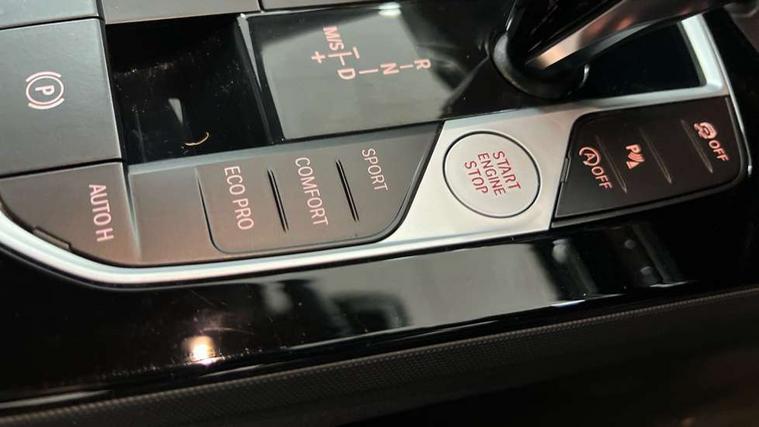 (P)
M/S
+
D
N
R
AUTO H
ECO PRO
COMFORT
SPORT
START
ENGINE
STOP
A OFF
P
OFF